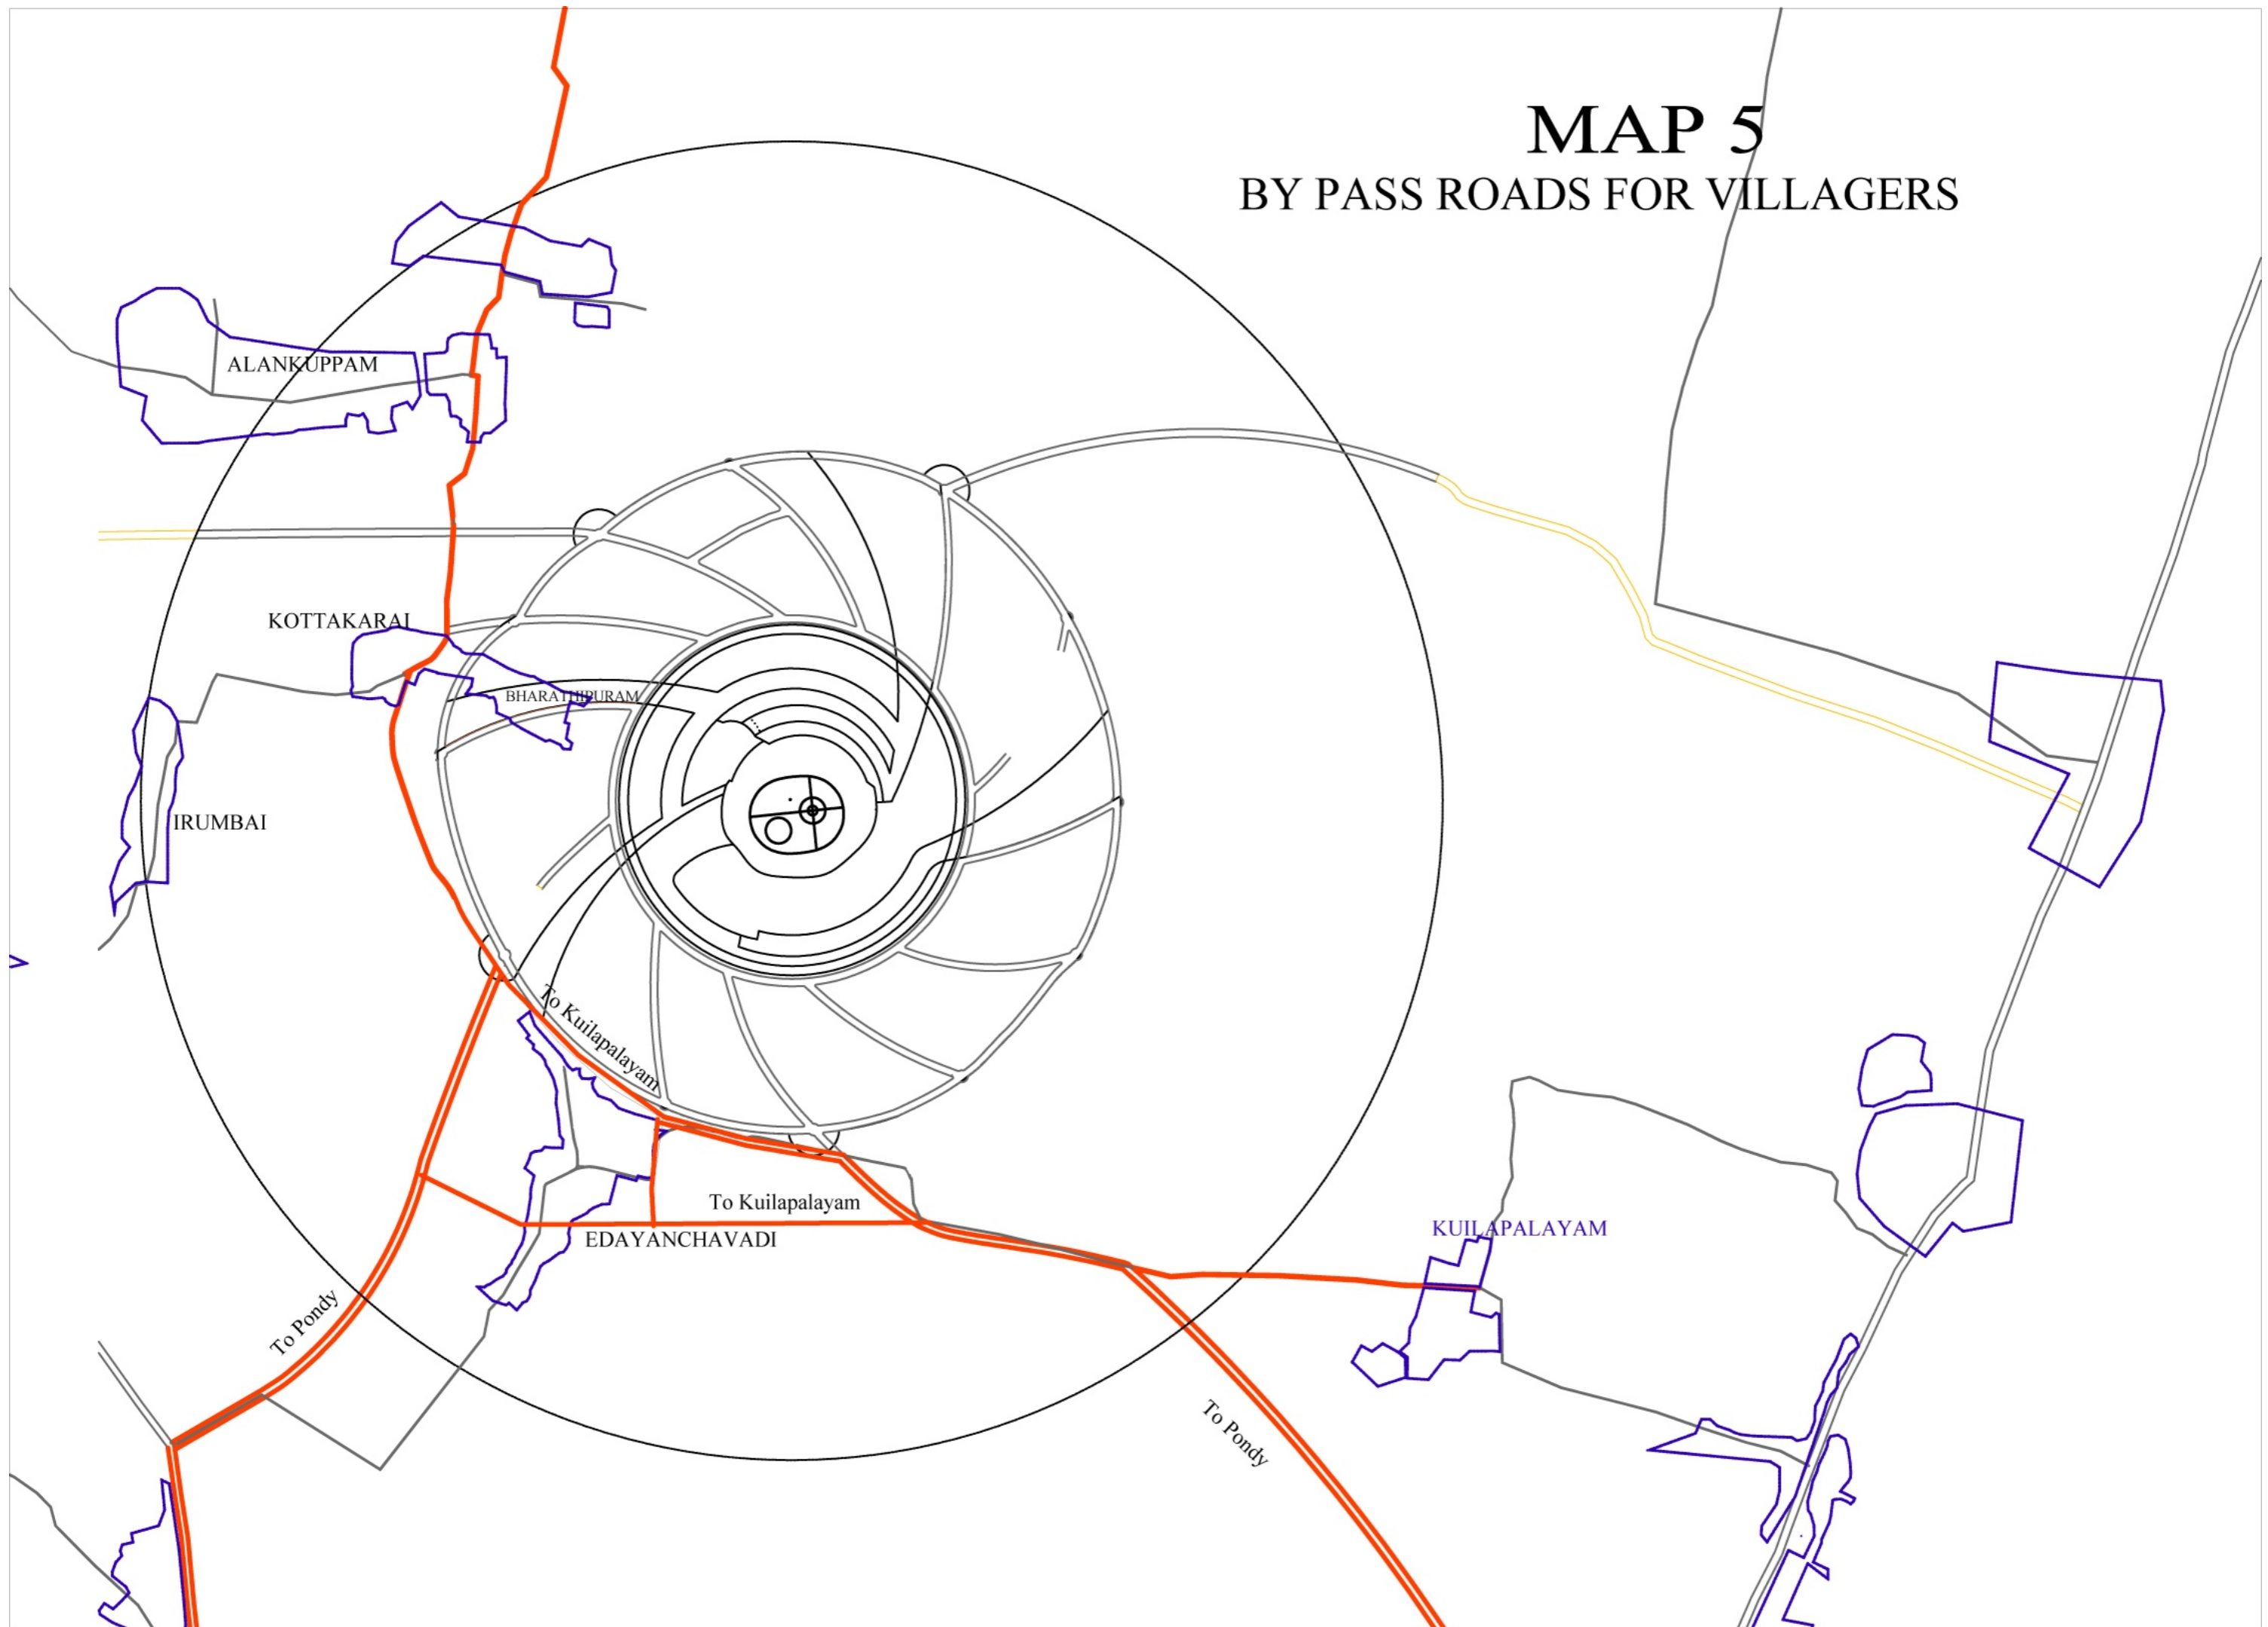 MAP 5
BY PASS ROADS FOR VILLAGERS
ALANKUPPAM
KOTTAKARAI
BHARATHIPURAM
IRUMBAI
To Kuilapalayam
To Kuilapalayam
EDAYANCHAVADI
KUILAPALAYAM
To Pondy
To Pondy